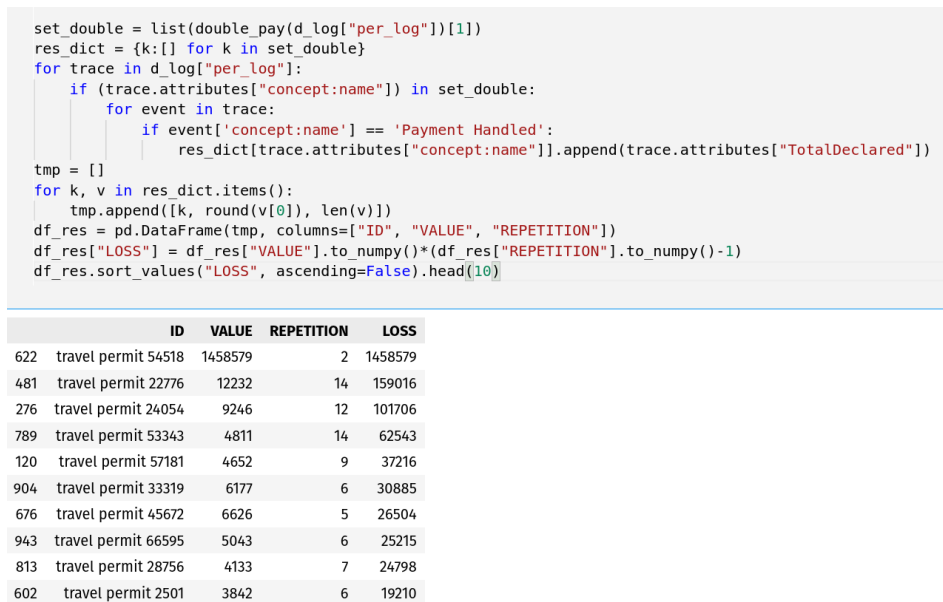 set_double = list(double_pay(d_log["per_log"])[1])
res_dict = {k:[] for k in set_double}
for trace in d_log["per_log"]:
    if (trace.attributes["concept:name"]) in set_double:
        for event in trace:
            if event['concept:name'] == 'Payment Handled':
                res_dict[trace.attributes["concept:name"]].append(trace.attributes["TotalDeclared"])
tmp = []
for k, v in res_dict.items():
    tmp.append([k, round(v[0]), len(v)])
df_res = pd.DataFrame(tmp, columns=["ID", "VALUE", "REPETITION"])
df_res["LOSS"] = df_res["VALUE"].to_numpy()*(df_res["REPETITION"].to_numpy()-1)
df_res.sort_values("LOSS", ascending=False).head(10)
ID VALUE REPETITION LOSS
622 travel permit 54518 1458579 2 1458579
481 travel permit 22776 12232 14 159016
276 travel permit 24054 9246 12 101706
789 travel permit 53343 4811 14 62543
120 travel permit 57181 4652 9 37216
904 travel permit 33319 6177 6 30885
676 travel permit 45672 6626 5 26504
943 travel permit 66595 5043 6 25215
813 travel permit 28756 4133 7 24798
602 travel permit 2501 3842 6 19210